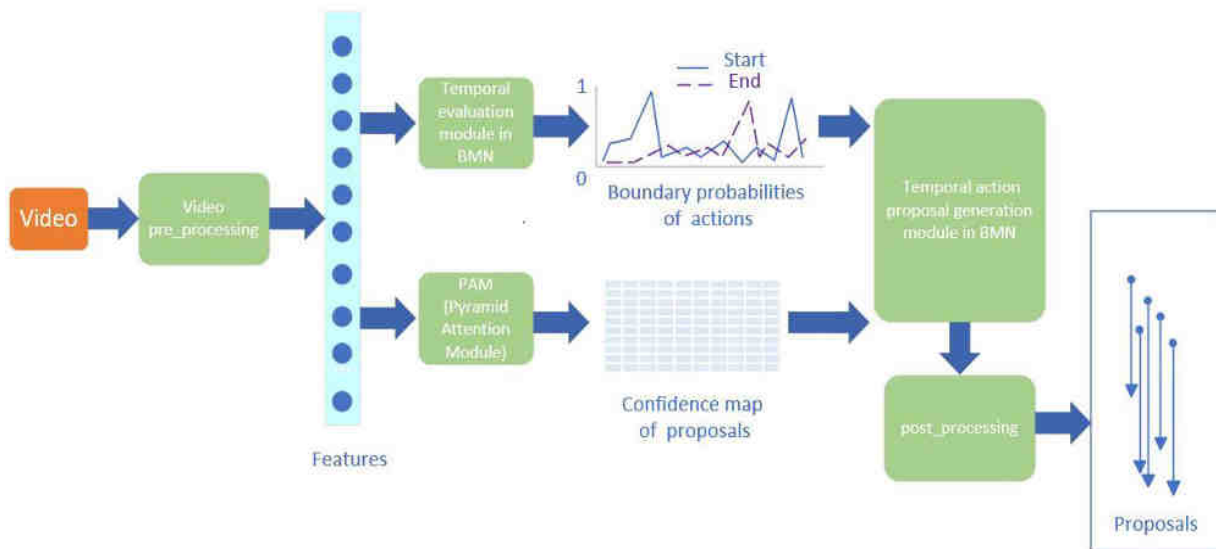 Video
Video
pre_processing
Features
Temporal
evaluation
module in
BMN
PAM
(Pyramid
Attention
Module)
Start
End
1
0
Boundary probabilities
of actions
Confidence map
of proposals
Temporal action
proposal generation
module in BMN
post_processing
Proposals